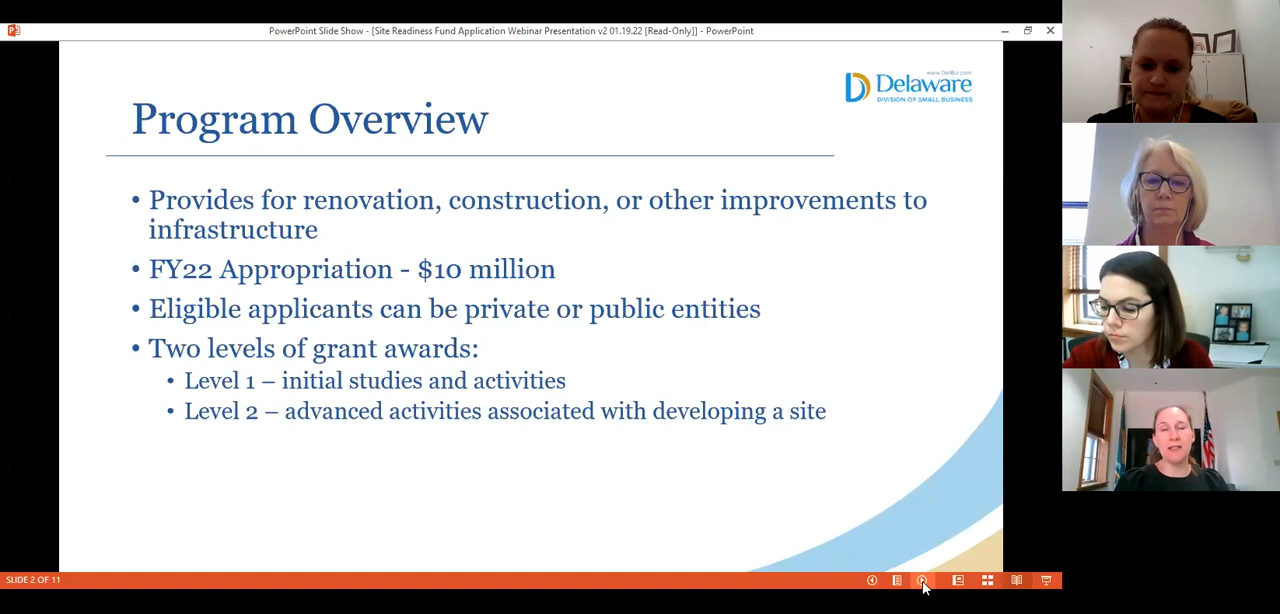 PowerPoint Slide Show - [Site Readiness Fund Application Webinar Presentation v2 01.19.22 [Read-Only]] - PowerPoint
www.DelBiz.com
Delaware
DIVISION OF SMALL BUSINESS
Program Overview
• Provides for renovation, construction, or other improvements to
infrastructure
• FY22 Appropriation - $10 million
• Eligible applicants can be private or public entities
• Two levels of grant awards:
• Level 1 – initial studies and activities
• Level 2 – advanced activities associated with developing a site
SLIDE 2 OF 11